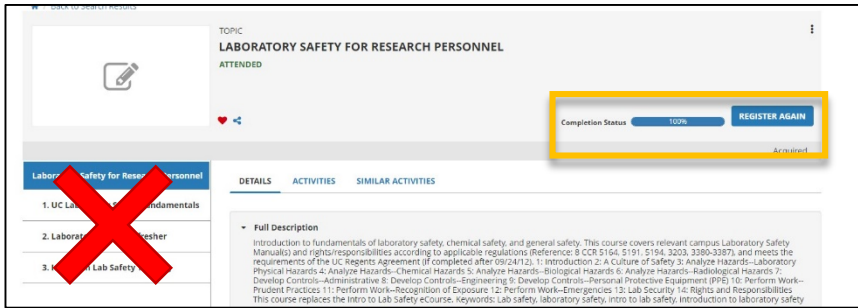 Back to Search Results
TOPIC
LABORATORY SAFETY FOR RESEARCH PERSONNEL
ATTENDED
Completion Status 100% REGISTER AGAIN
Acquired
Safety for Personnel
DETAILS ACTIVITIES SIMILAR ACTIVITIES
1. UC
2.
3. Lab Safety
Full Description
Introduction to fundamentals of laboratory safety, chemical safety, and general safety. This course covers relevant campus Laboratory Safety
Manual(s) and rights/responsibilities according to applicable regulations (Reference: 8 CCR 5164, 5191, 5194, 3203, 3380-3387), and meets the
requirements of the UC Regents Agreement (if completed after 09/24/12). 1: Introduction 2: A Culture of Safety 3: Analyze Hazards--Laboratory
Physical Hazards 4: Analyze Hazards--Chemical Hazards 5: Analyze Hazards--Biological Hazards 6: Analyze Hazards--Radiological Hazards 7:
Develop Controls--Administrative 8: Develop Controls--Engineering 9: Develop Controls--Personal Protective Equipment (PPE) 10: Perform Work--
Prudent Practices 11: Perform Work--Recognition of Exposure 12: Perform Work--Emergencies 13: Lab Security 14: Rights and Responsibilities
This course replaces the Intro to Lab Safety eCourse. Keywords: Lab safety, laboratory safety, intro to lab safety, introduction to laboratory safety